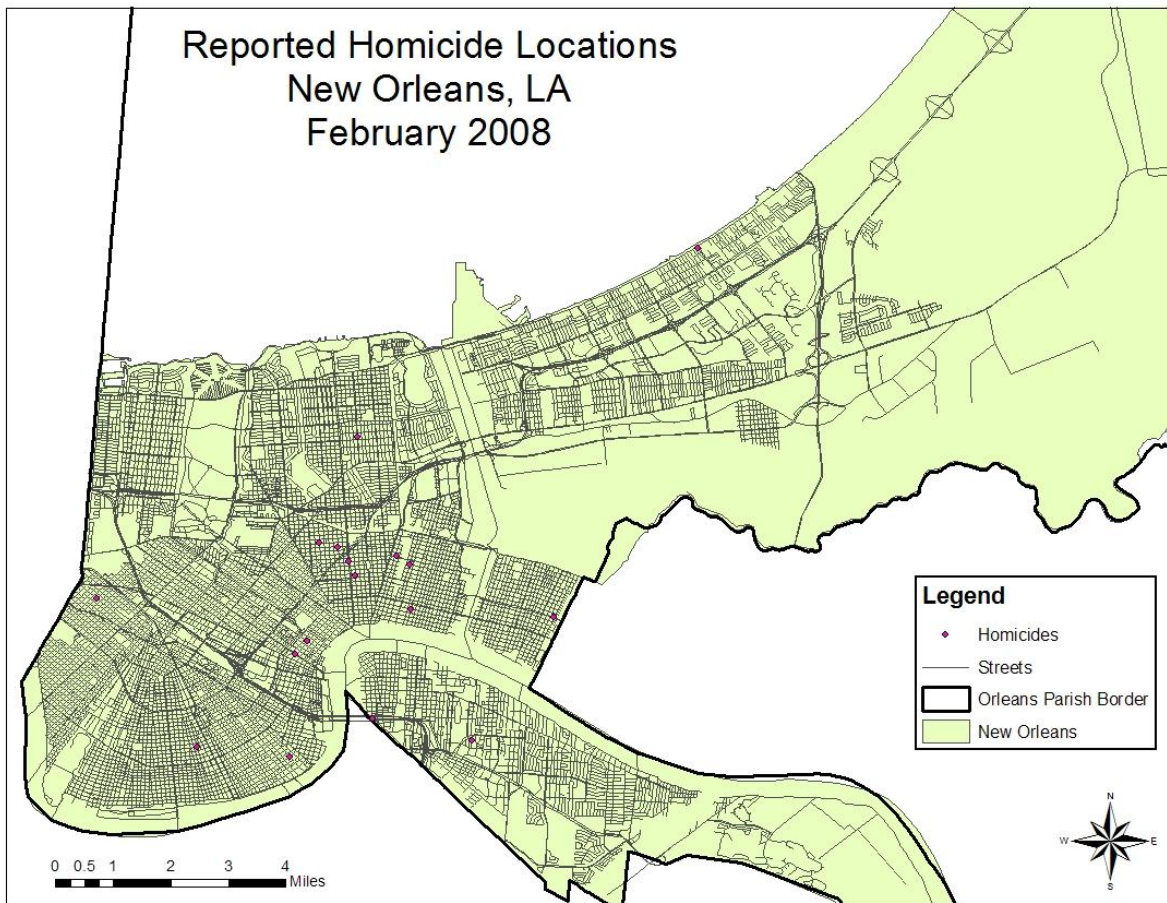 Reported Homicide Locations
New Orleans, LA
February 2008
Legend
Homicides
Streets
Orleans Parish Border
New Orleans
N
W E
S
0 0.5 1 2 3 4
Miles